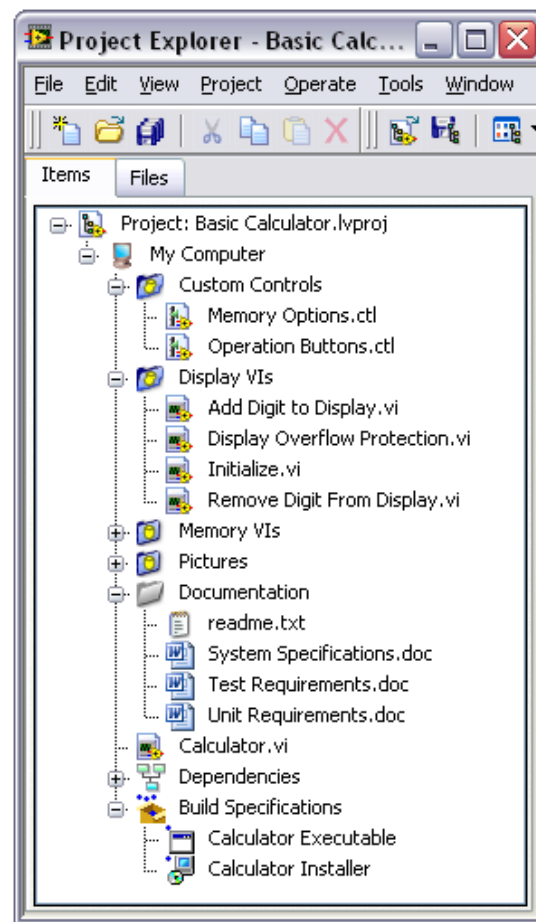 Project Explorer - Basic Calc...
File Edit View Project Operate Tools Window
Items Files
Project: Basic Calculator.lvproj
My Computer
Custom Controls
Memory Options.ctl
Operation Buttons.ctl
Display VIs
Add Digit to Display.vi
Display Overflow Protection.vi
Initialize.vi
Remove Digit From Display.vi
Memory VIs
Pictures
Documentation
readme.txt
System Specifications.doc
Test Requirements.doc
Unit Requirements.doc
Calculator.vi
Dependencies
Build Specifications
Calculator Executable
Calculator Installer